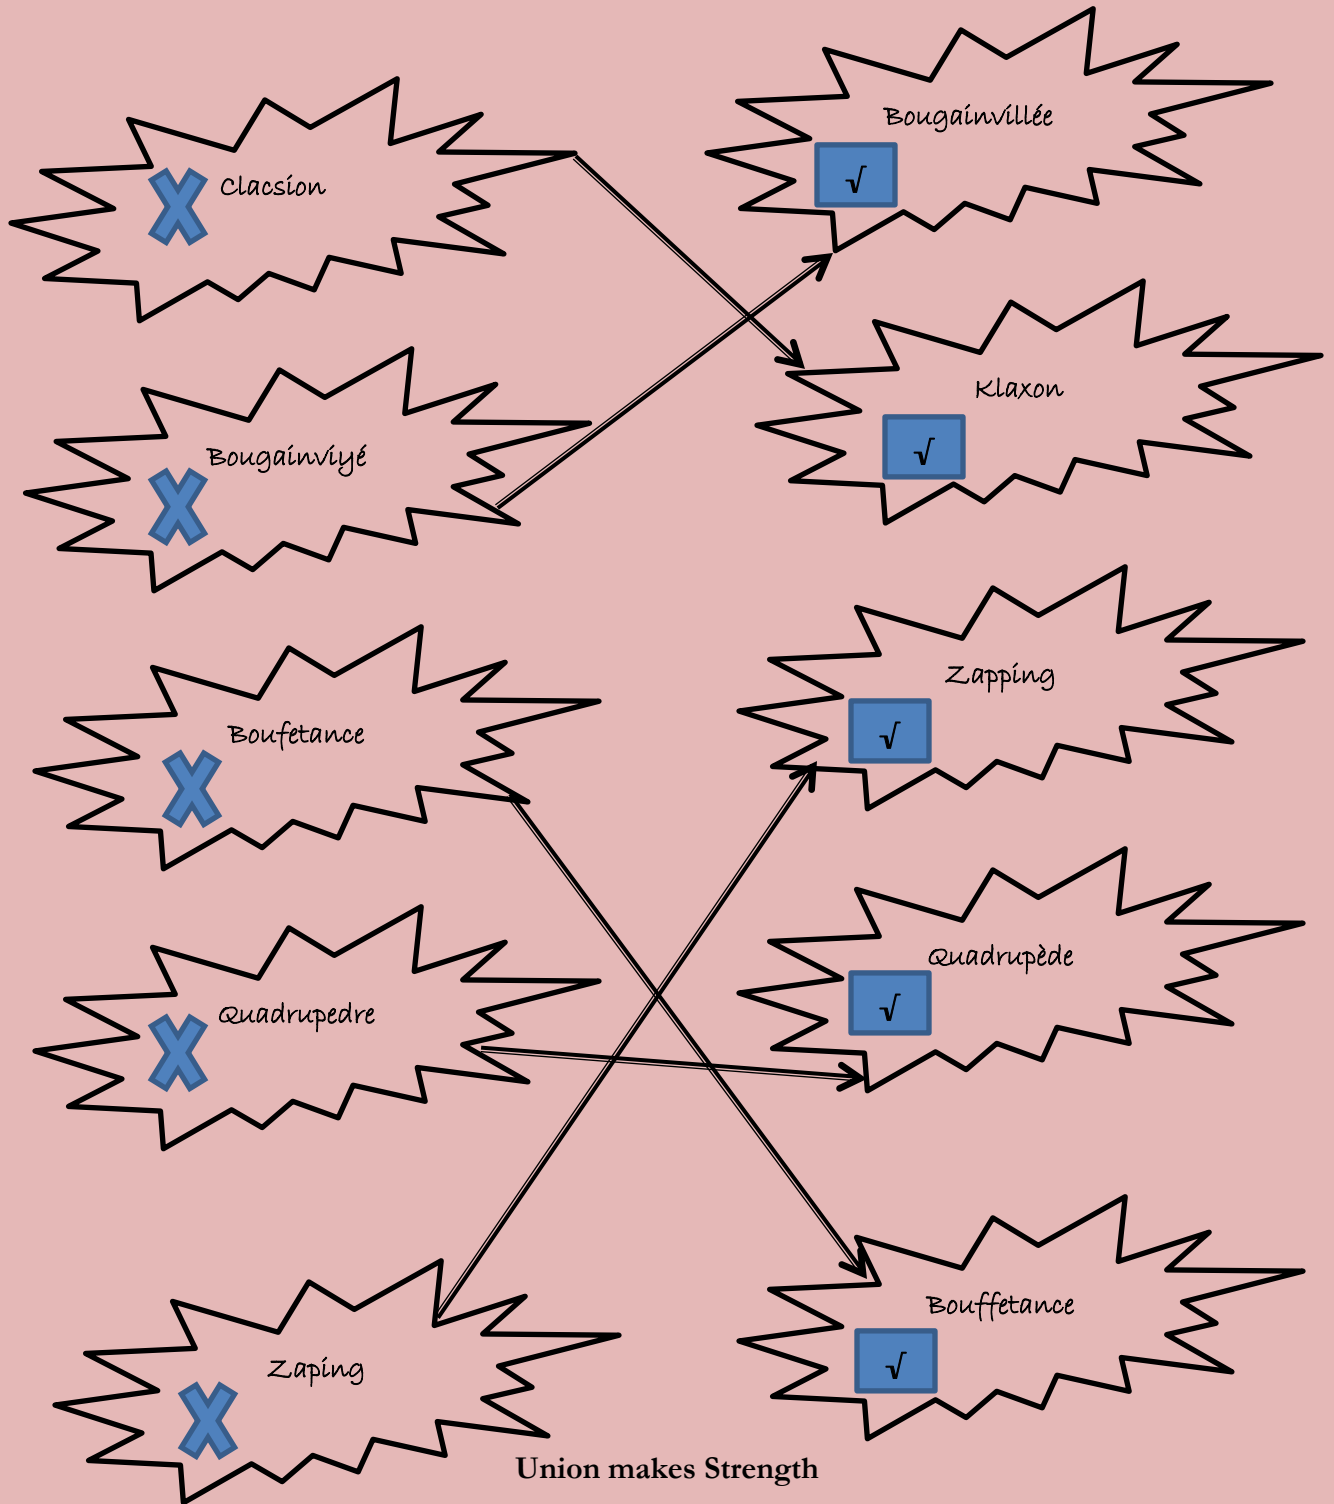 Bougainvillée
√
Clacsion
Klaxon
√
Bougainviyé
Zapping
√
Boufetance
Quadrupède
√
Quadrupedre
Bouffetance
√
Zaping
Union makes Strength